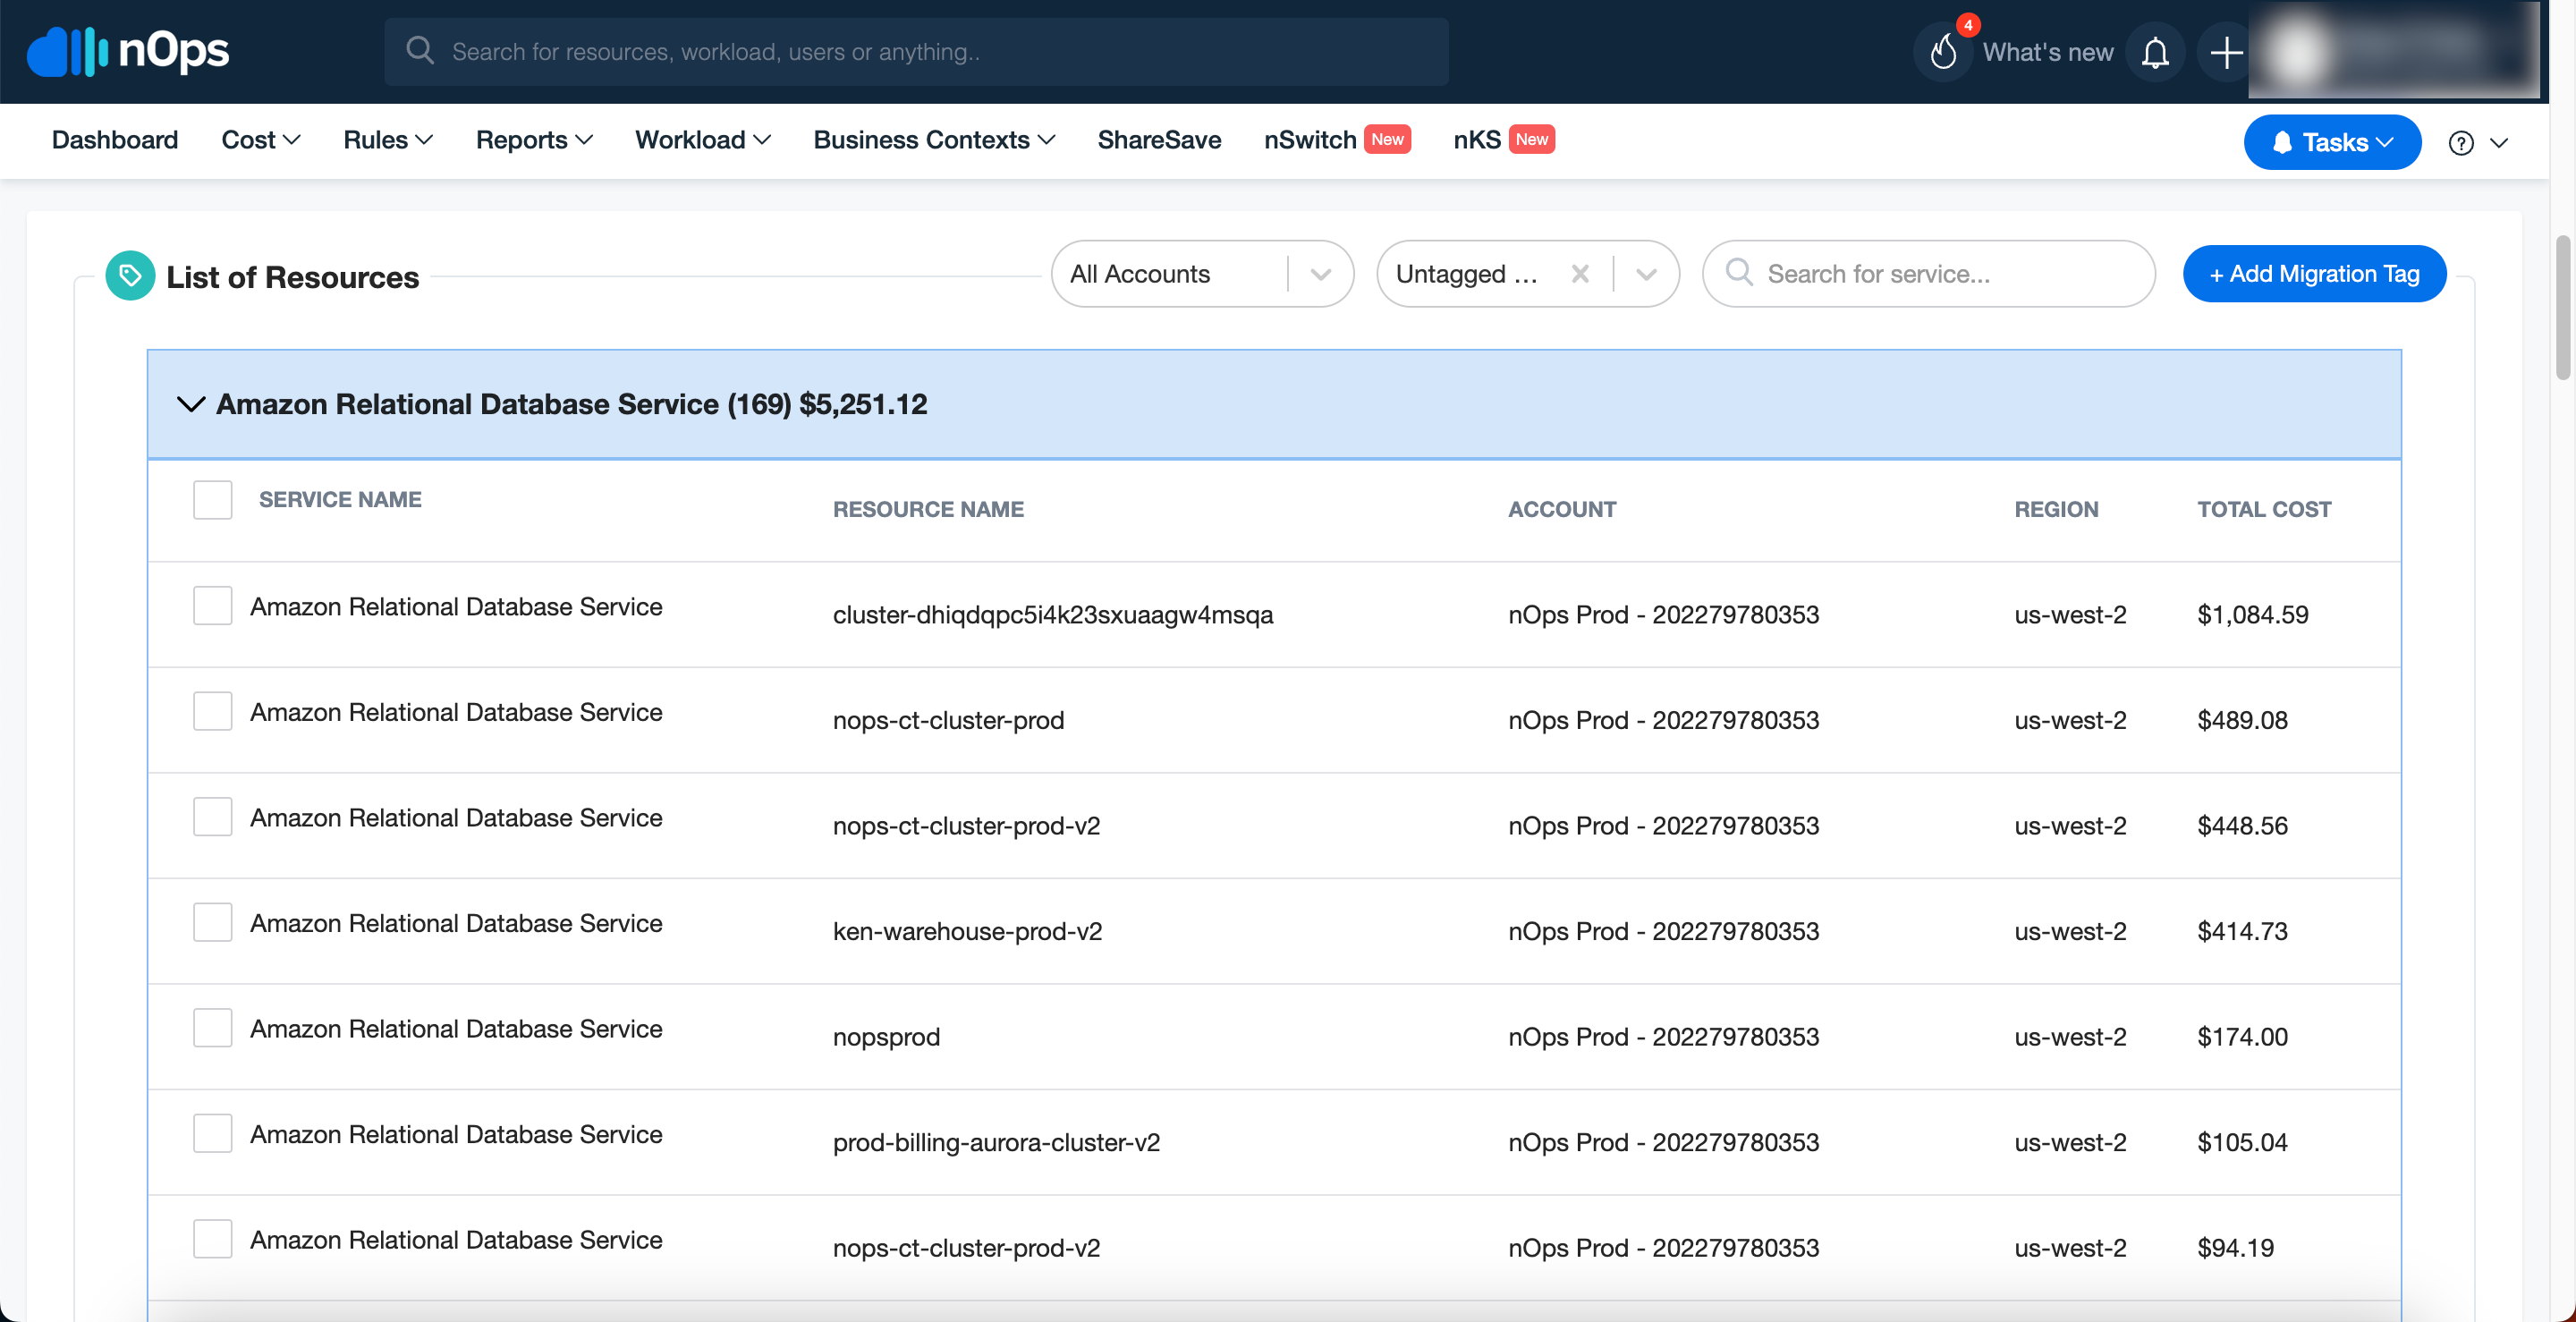 nOps
Search for resources, workload, users or anything..
4
What's new
Dashboard Cost Rules Reports Workload Business Contexts ShareSave nSwitch New nKS New
Tasks ?
List of Resources
All Accounts
Untagged ...
Search for service...
+ Add Migration Tag
Amazon Relational Database Service (169) $5,251.12
SERVICE NAME RESOURCE NAME ACCOUNT REGION TOTAL COST
Amazon Relational Database Service cluster-dhiqdqpc5i4k23sxuaagw4msqa nOps Prod - 202279780353 us-west-2 $1,084.59
Amazon Relational Database Service nops-ct-cluster-prod nOps Prod - 202279780353 us-west-2 $489.08
Amazon Relational Database Service nops-ct-cluster-prod-v2 nOps Prod - 202279780353 us-west-2 $448.56
Amazon Relational Database Service ken-warehouse-prod-v2 nOps Prod - 202279780353 us-west-2 $414.73
Amazon Relational Database Service nopsprod nOps Prod - 202279780353 us-west-2 $174.00
Amazon Relational Database Service prod-billing-aurora-cluster-v2 nOps Prod - 202279780353 us-west-2 $105.04
Amazon Relational Database Service nops-ct-cluster-prod-v2 nOps Prod - 202279780353 us-west-2 $94.19